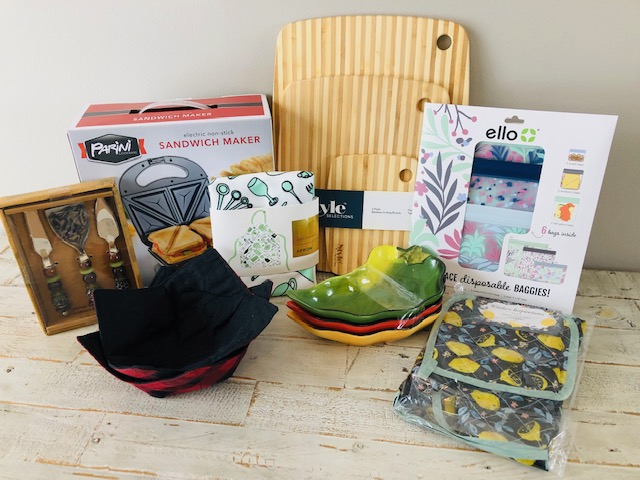 SANDWICH MAKER
PARINI
electric non-stick
SANDWICH MAKER
yle
SELECTIONS
ello
6 bags inside
ACE disposable BAGGIES!